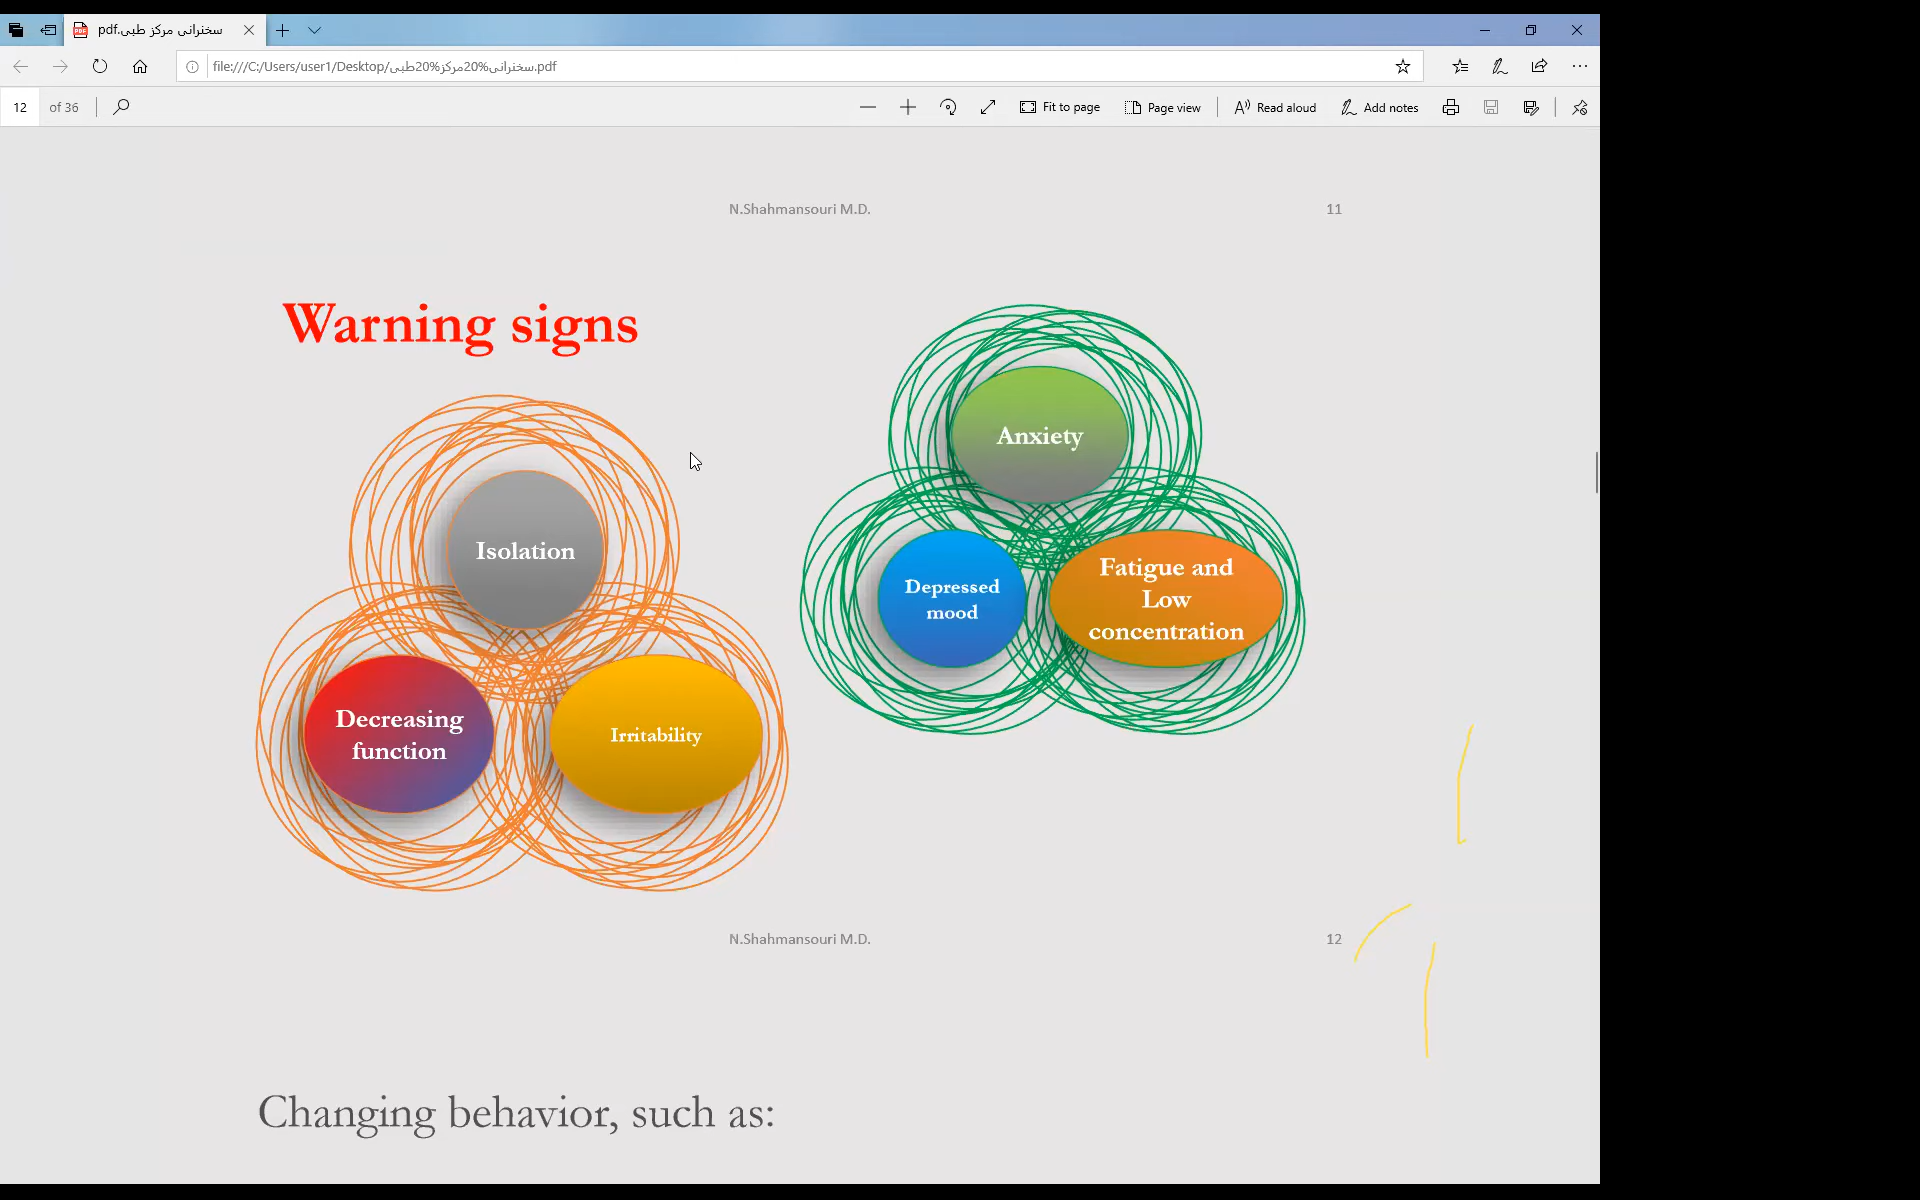 سخنرانی مرکز طبی.pdf
file:///C:/Users/user1/Desktop/سخنرانی%20مرکز%20طبی.pdf
12 of 36
Fit to page
Page view
Read aloud
Add notes
N.Shahmansouri M.D.
11
Warning signs
Anxiety
Isolation
Depressed
mood
Fatigue and
Low
concentration
Decreasing
function
Irritability
N.Shahmansouri M.D.
12
Changing behavior, such as: